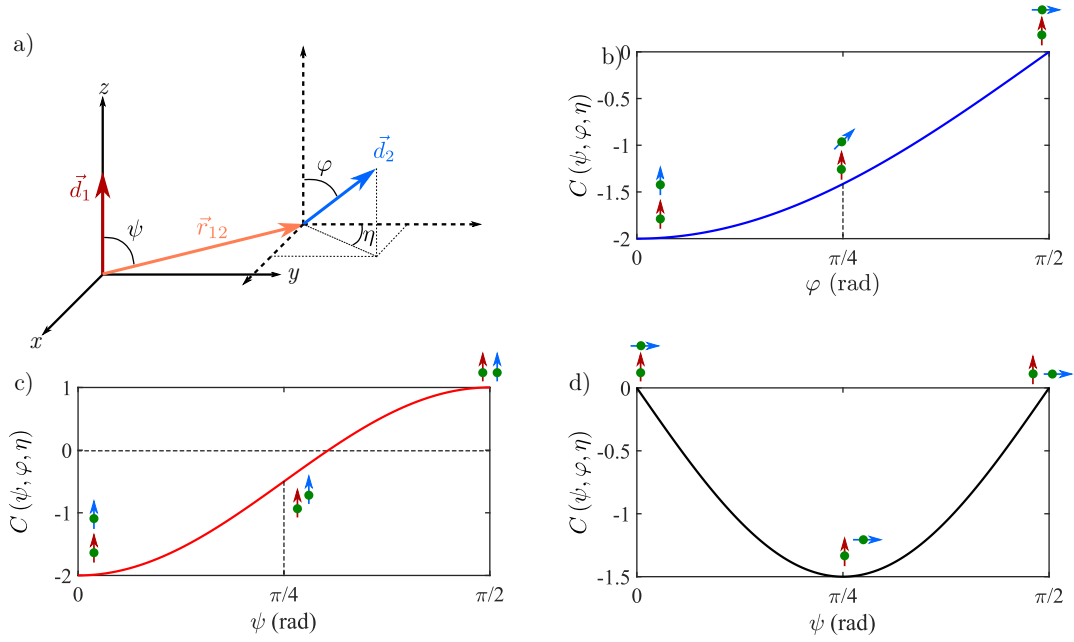 a)
z
d⃗₁
ψ
r⃗₁₂
φ
d⃗₂
η
y
x
b)
C (ψ, φ, η)
0
-0.5
-1
-1.5
-2
0
π/4
π/2
φ (rad)
c)
C (ψ, φ, η)
1
0
-1
-2
0
π/4
π/2
ψ (rad)
d)
C (ψ, φ, η)
0
-0.5
-1
-1.5
0
π/4
π/2
ψ (rad)